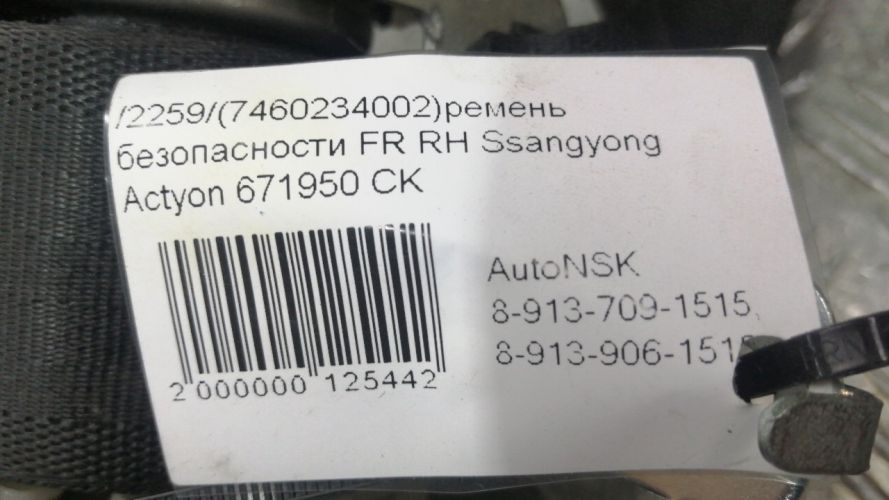 /2259/(7460234002)ремень
безопасности FR RH Ssangyong
Actyon 671950 CK
AutoNSK
8-913-709-1515,
2 000000 125442